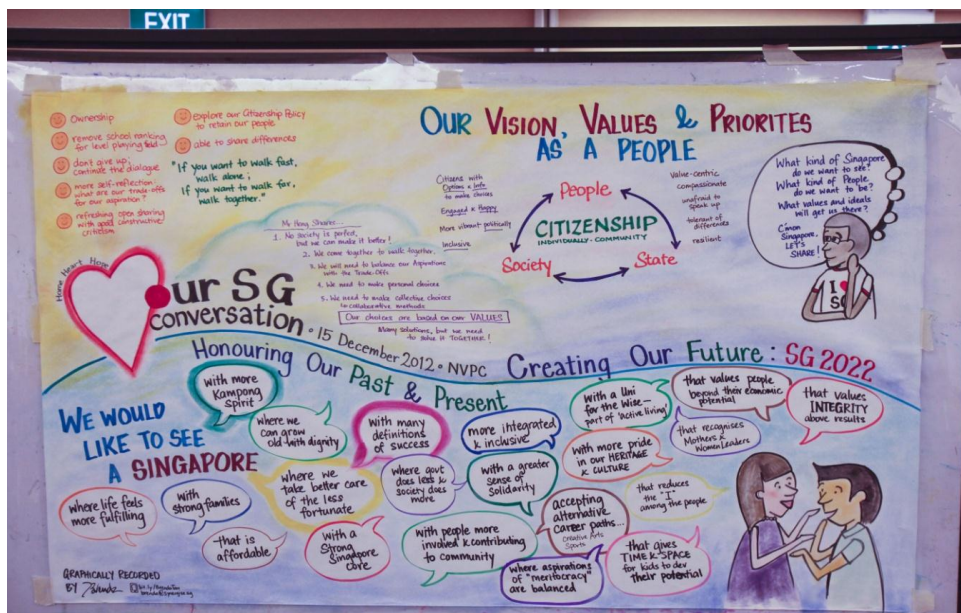 EXIT
Ownership
remove school ranking
for level playing field
don't give up;
continue the dialogue
more self-reflection:
what are our trade-offs
for our aspiration?
refreshing open sharing
with good constructive
criticism
explore our Citizenship Policy
to retain our people
able to share differences
"If you want to walk fast,
walk alone;
If you want to walk far,
walk together."
OUR VISION, VALUES & PRIORITES
AS A PEOPLE
Citizens with
Options & Info
to make choices
Engaged & Happy
More vibrant politically
Inclusive
People
CITIZENSHIP
INDIVIDUALLY · COMMUNITY
Society
State
Value-centric
compassionate
unafraid to
speak up
tolerant of
differences
resilient
What kind of Singapore
do we want to see?
What kind of People
do we want to be?
What values and ideals
will get us there?
C'mon
Singapore,
LET'S
SHARE!
I
SG
Mr Hong Shares...
1. No society is perfect,
but we can make it better!
2. We come together to walk together.
3. We will need to balance our Aspirations
with the Trade-Offs
4. We need to make personal choices
5. We need to make collective choices
to collaborative methods
Our choices are based on our VALUES
Many solutions, but we need
to solve it TOGETHER!
Home Heart Hope
ur SG
conversation
• 15 December 2012 • NVPC
Honouring Our Past & Present
Creating Our Future: SG 2022
WE WOULD
LIKE TO SEE
A SINGAPORE
with more
Kampong
Spirit
where we
can grow
old with dignity
with many
definitions
of success
more integrated
& inclusive
with a Uni
for the Wise—
part of 'active living'
that values people
beyond their economic
potential
that values
INTEGRITY
above results
that recognises
Mothers &
Women Leaders
with more pride
in our HERITAGE
& CULTURE
where life feels
more fulfilling
with
strong families
where we
take better care
of the less
fortunate
where govt
does less &
society does
more
with a greater
sense of
Solidarity
accepting
alternative
career paths...
Creative Arts
Sports
that reduces
the "I"
among the people
—that is
affordable
with a
Strong
Singapore
core
with people more
involved & contributing
to community
where aspirations
of "meritocracy"
are balanced
that gives
TIME & SPACE
for kids to dev
their potential
GRAPHICALLY RECORDED
BY